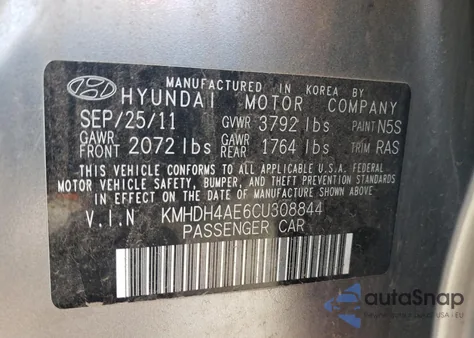 MANUFACTURED IN KOREA BY
HYUNDAI MOTOR COMPANY
SEP/25/11 GVWR 3792 lbs PAINT N5S
GAWR FRONT 2072 lbs GAWR REAR 1764 lbs TRIM RAS
THIS VEHICLE CONFORMS TO ALL APPLICABLE U.S.A. FEDERAL
MOTOR VEHICLE SAFETY, BUMPER, AND THEFT PREVENTION STANDARDS
IN EFFECT ON THE DATE OF MANUFACTURE SHOWN ABOVE.
V.I.N KMHDH4AE6CU308844
PASSENGER CAR
autoSnap